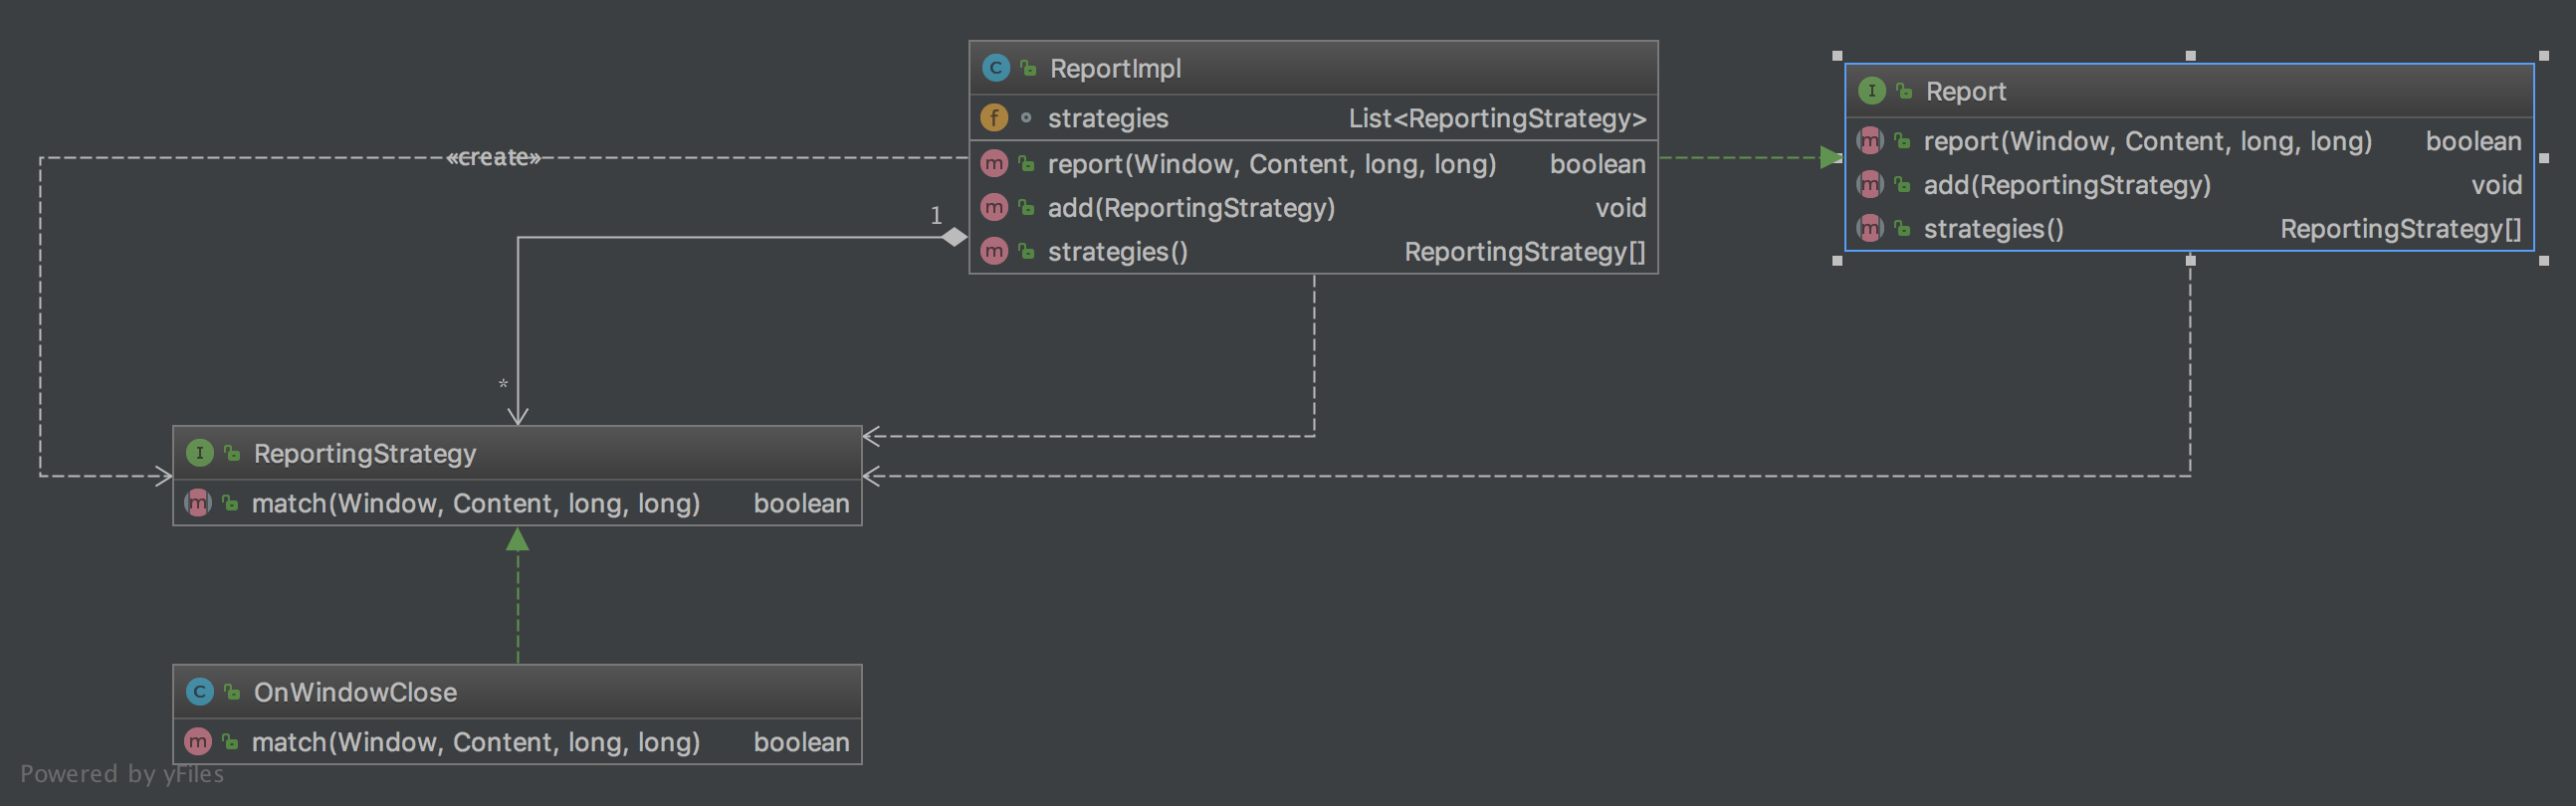 ReportImpl
strategies List<ReportingStrategy>
report(Window, Content, long, long) boolean
add(ReportingStrategy) void
strategies() ReportingStrategy[]
Report
report(Window, Content, long, long) boolean
add(ReportingStrategy) void
strategies() ReportingStrategy[]
«create»
1
*
ReportingStrategy
match(Window, Content, long, long) boolean
OnWindowClose
match(Window, Content, long, long) boolean
Powered by yFiles